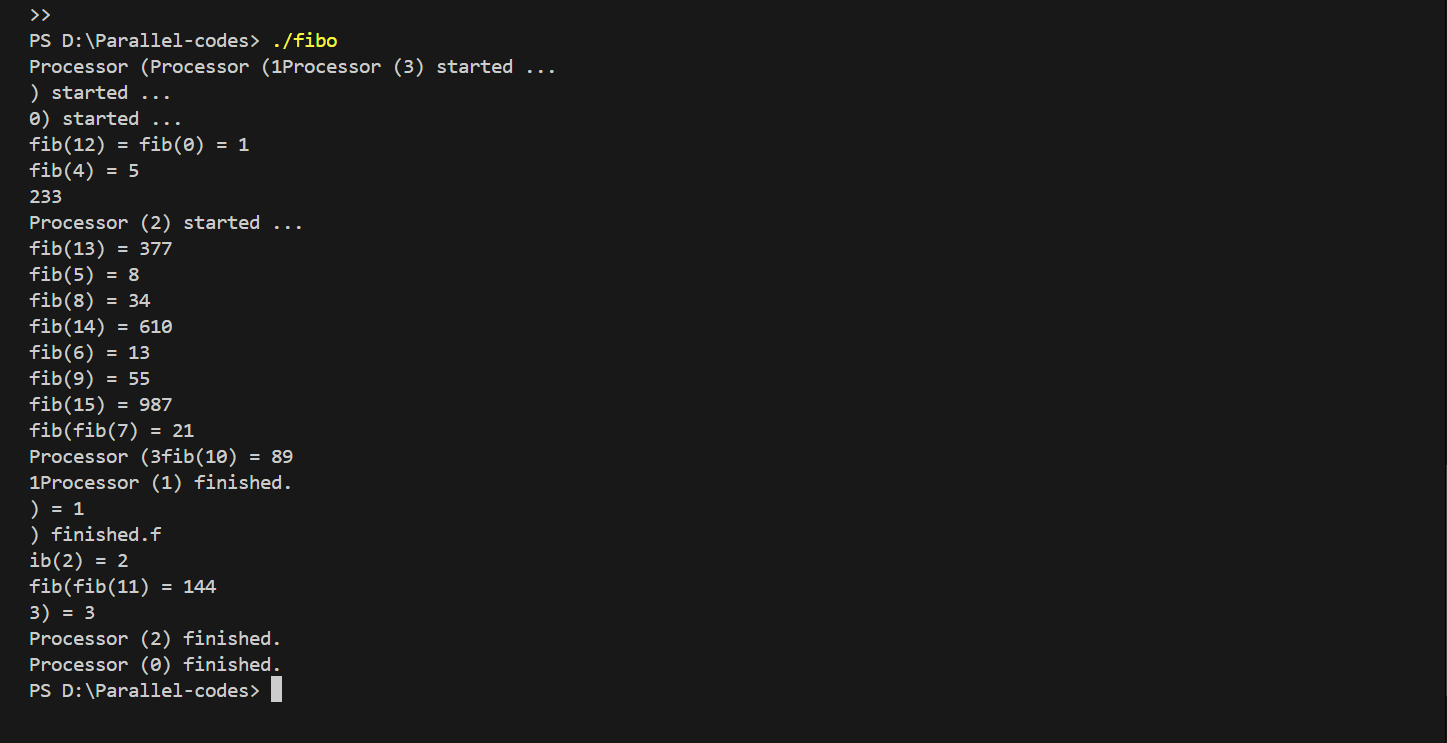 >>
PS D:\Parallel-codes> ./fibo
Processor (Processor (1Processor (3) started ...
) started ...
0) started ...
fib(12) = fib(0) = 1
fib(4) = 5
233
Processor (2) started ...
fib(13) = 377
fib(5) = 8
fib(8) = 34
fib(14) = 610
fib(6) = 13
fib(9) = 55
fib(15) = 987
fib(fib(7) = 21
Processor (3fib(10) = 89
1Processor (1) finished.
) = 1
) finished.f
ib(2) = 2
fib(fib(11) = 144
3) = 3
Processor (2) finished.
Processor (0) finished.
PS D:\Parallel-codes>